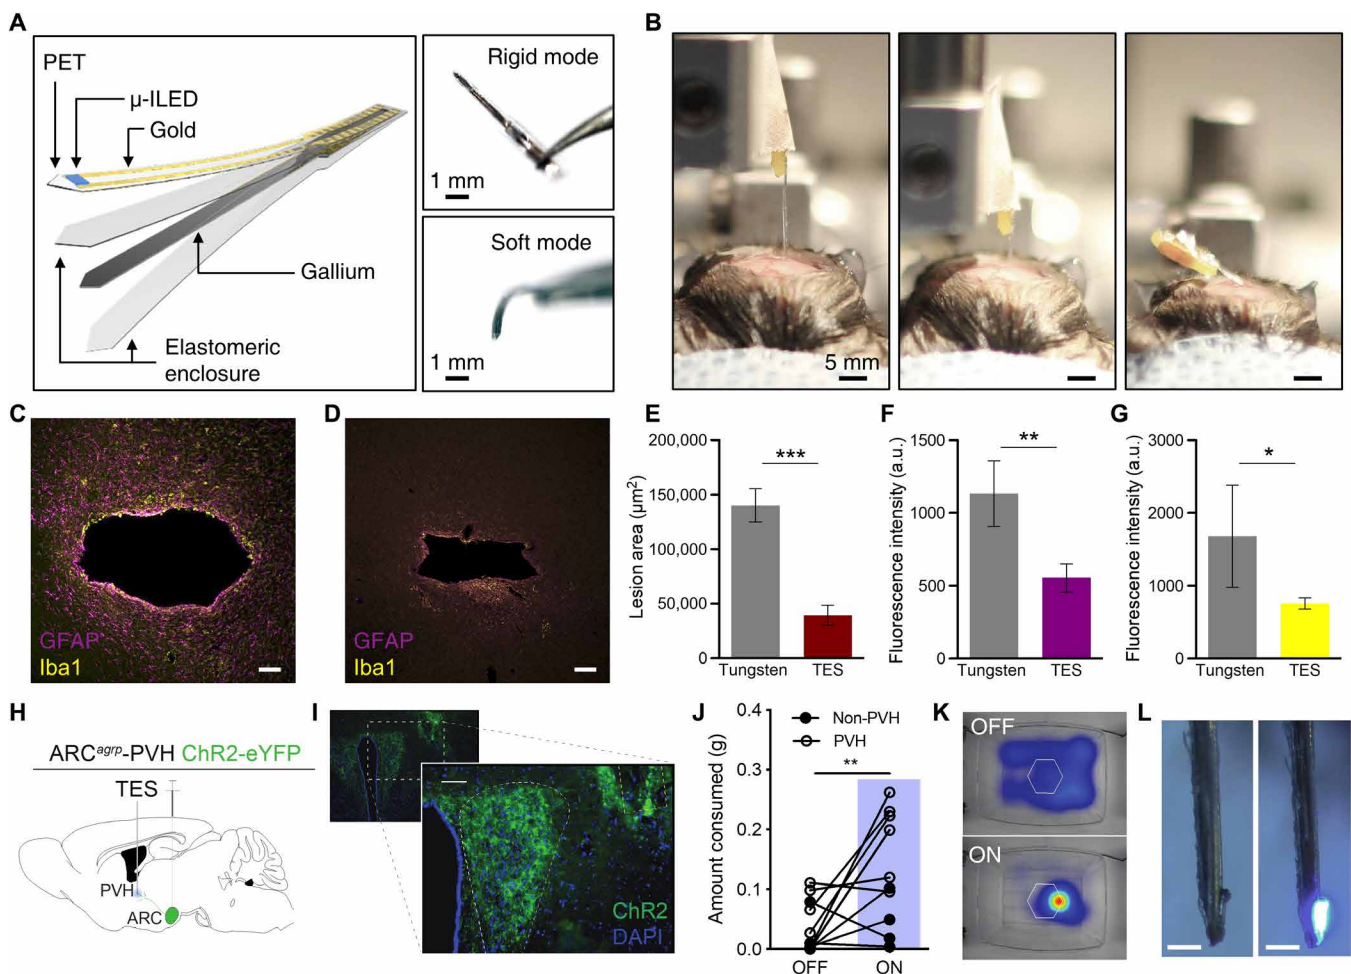 A
PET
μ-ILED
Gold
Gallium
Elastomeric
enclosure
Rigid mode
1 mm
Soft mode
1 mm
B
5 mm
C
GFAP
Iba1
D
GFAP
Iba1
E
Lesion area (μm²)
200,000
150,000
100,000
50,000
0
***
Tungsten
TES
F
Fluorescence intensity (a.u.)
1500
1000
500
0
**
Tungsten
TES
G
Fluorescence intensity (a.u.)
3000
2000
1000
0
*
Tungsten
TES
H
ARCᵃᵍʳᵖ-PVH ChR2-eYFP
TES
PVH
ARC
I
ChR2
DAPI
J
Amount consumed (g)
0.4
0.3
0.2
0.1
0.0
Non-PVH
PVH
**
OFF
ON
K
OFF
ON
L